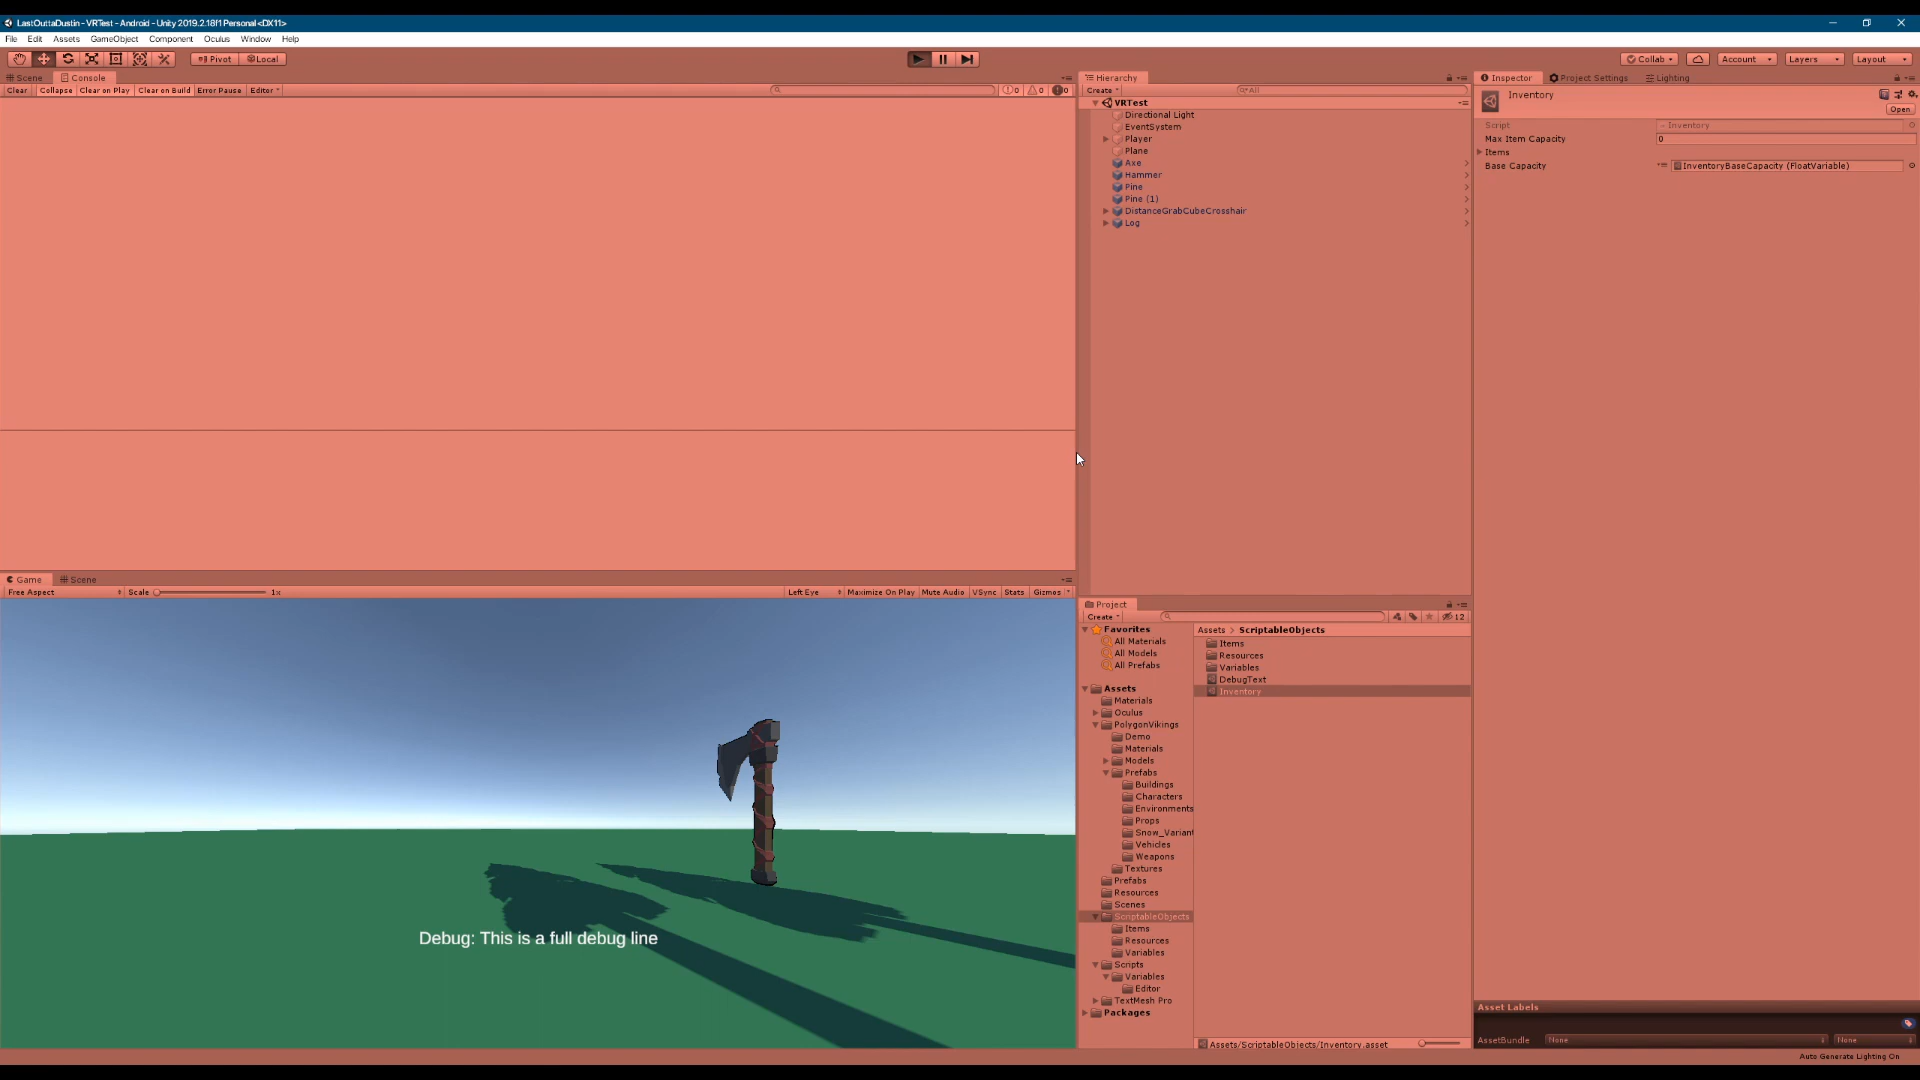 LastOuttaDustin - VRTest - Android - Unity 2019.2.18f1 Personal <DX11>
File Edit Assets GameObject Component Oculus Window Help
Pivot Local
Collab Account Layers Layout
Scene Console
Clear Collapse Clear on Play Clear on Build Error Pause Editor
0 0 0
Hierarchy
Create All
VRTest
Directional Light
EventSystem
Player
Plane
Axe
Hammer
Pine
Pine (1)
DistanceGrabCubeCrosshair
Log
Inspector Project Settings Lighting
Inventory
Open
Script Inventory
Max Item Capacity 0
Items
Base Capacity InventoryBaseCapacity (FloatVariable)
Game Scene
Free Aspect Scale 1x Left Eye Maximize On Play Mute Audio VSync Stats Gizmos
Debug: This is a full debug line
Project
Create 12
Favorites
All Materials
All Models
All Prefabs
Assets
Materials
Oculus
PolygonVikings
Demo
Materials
Models
Prefabs
Buildings
Characters
Environments
Props
Snow_Variant
Vehicles
Weapons
Textures
Prefabs
Resources
Scenes
ScriptableObjects
Items
Resources
Variables
Scripts
Variables
Editor
TextMesh Pro
Packages
Assets > ScriptableObjects
Items
Resources
Variables
DebugText
Inventory
Assets/ScriptableObjects/Inventory.asset
Asset Labels
AssetBundle None None
Auto Generate Lighting On